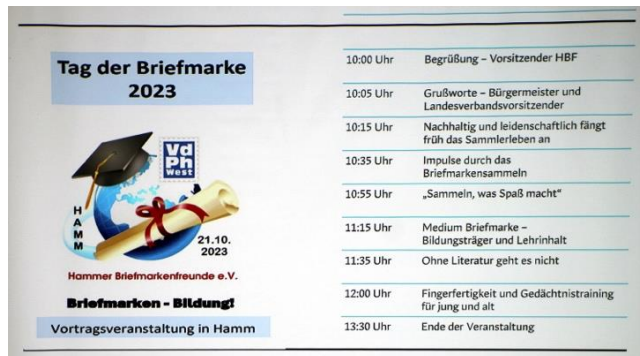 Tag der Briefmarke
2023
Vd
Ph
West
HAMM
21.10.
2023
Hammer Briefmarkenfreunde e.V.
Briefmarken - Bildung!
Vortragsveranstaltung in Hamm
10:00 Uhr Begrüßung – Vorsitzender HBF
10:05 Uhr Grußworte – Bürgermeister und
Landesverbandsvorsitzender
10:15 Uhr Nachhaltig und leidenschaftlich fängt
früh das Sammlerleben an
10:35 Uhr Impulse durch das
Briefmarkensammeln
10:55 Uhr „Sammeln, was Spaß macht“
11:15 Uhr Medium Briefmarke –
Bildungsträger und Lehrinhalt
11:35 Uhr Ohne Literatur geht es nicht
12:00 Uhr Fingerfertigkeit und Gedächtnistraining
für jung und alt
13:30 Uhr Ende der Veranstaltung